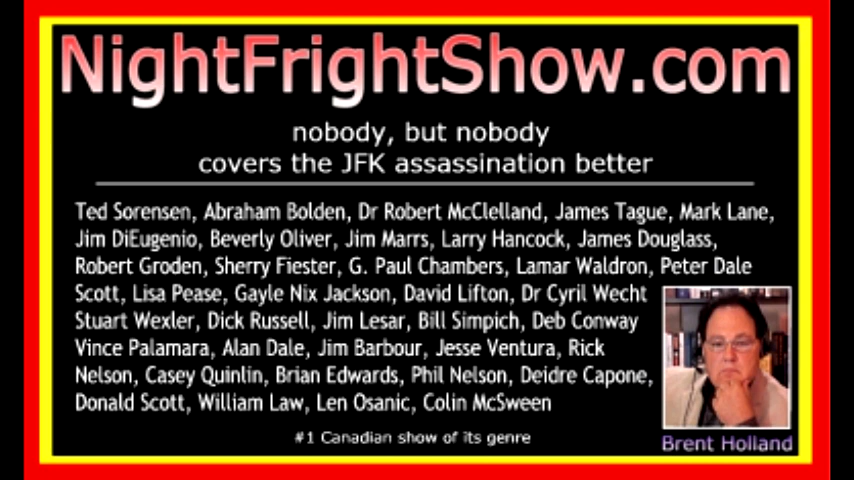 NightFrightShow.com
nobody, but nobody
covers the JFK assassination better
Ted Sorensen, Abraham Bolden, Dr Robert McClelland, James Tague, Mark Lane,
Jim DiEugenio, Beverly Oliver, Jim Marrs, Larry Hancock, James Douglass,
Robert Groden, Sherry Fiester, G. Paul Chambers, Lamar Waldron, Peter Dale
Scott, Lisa Pease, Gayle Nix Jackson, David Lifton, Dr Cyril Wecht
Stuart Wexler, Dick Russell, Jim Lesar, Bill Simpich, Deb Conway
Vince Palamara, Alan Dale, Jim Barbour, Jesse Ventura, Rick
Nelson, Casey Quinlin, Brian Edwards, Phil Nelson, Deidre Capone,
Donald Scott, William Law, Len Osanic, Colin McSween
#1 Canadian show of its genre
Brent Holland